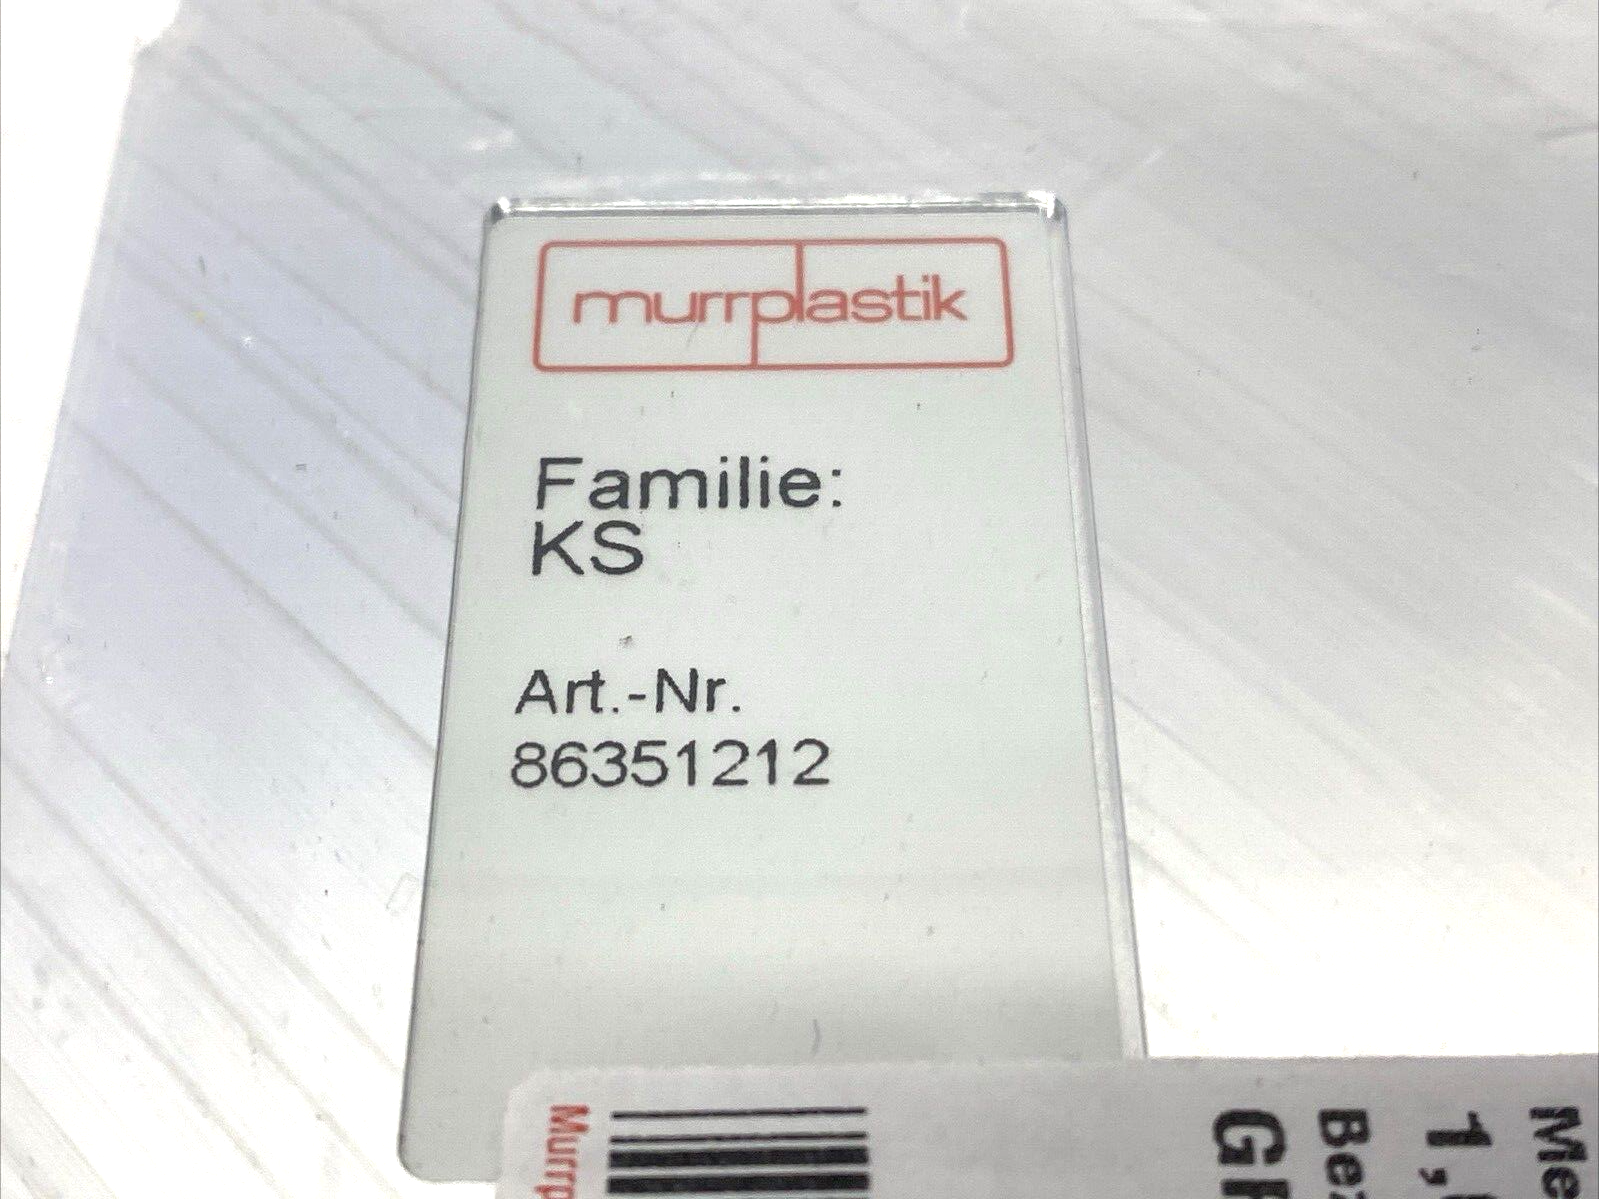 murrplastik
Familie:
KS
Art.-Nr.
86351212